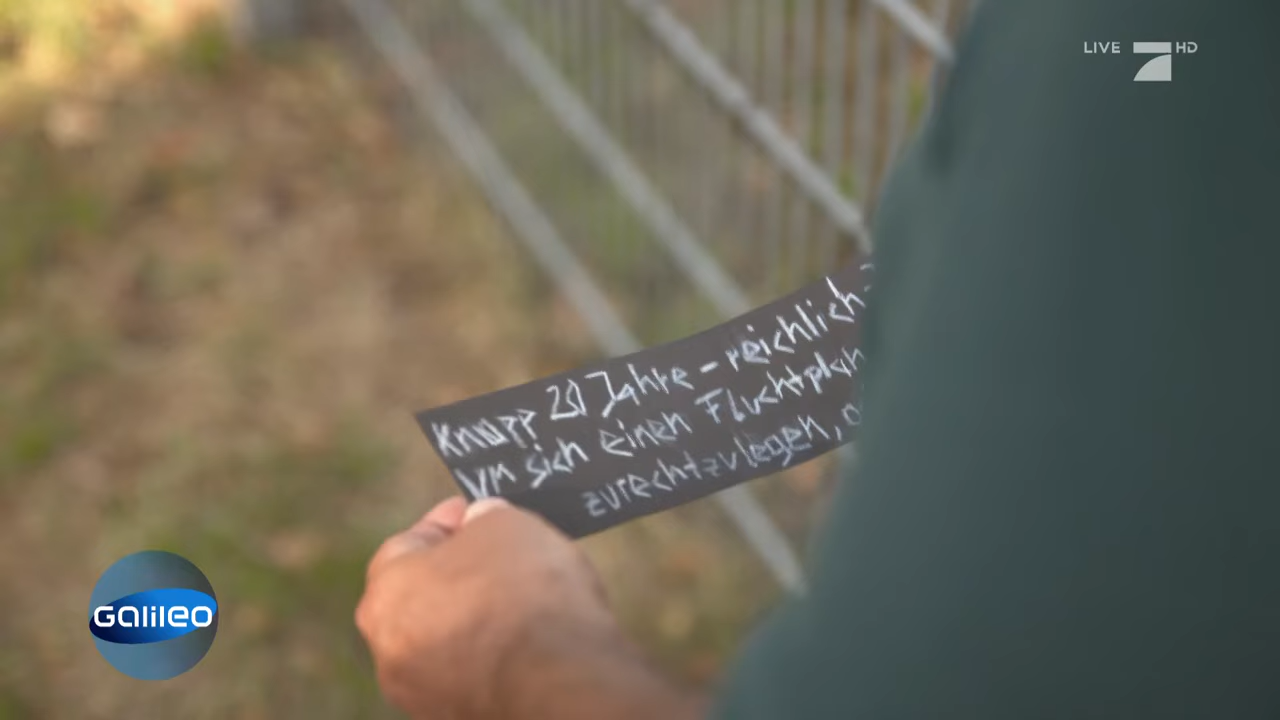 LIVE HD
Knapp 20 Jahre - reichlich
Um sich einen Fluchtplan
zurechtzulegen,
Galileo